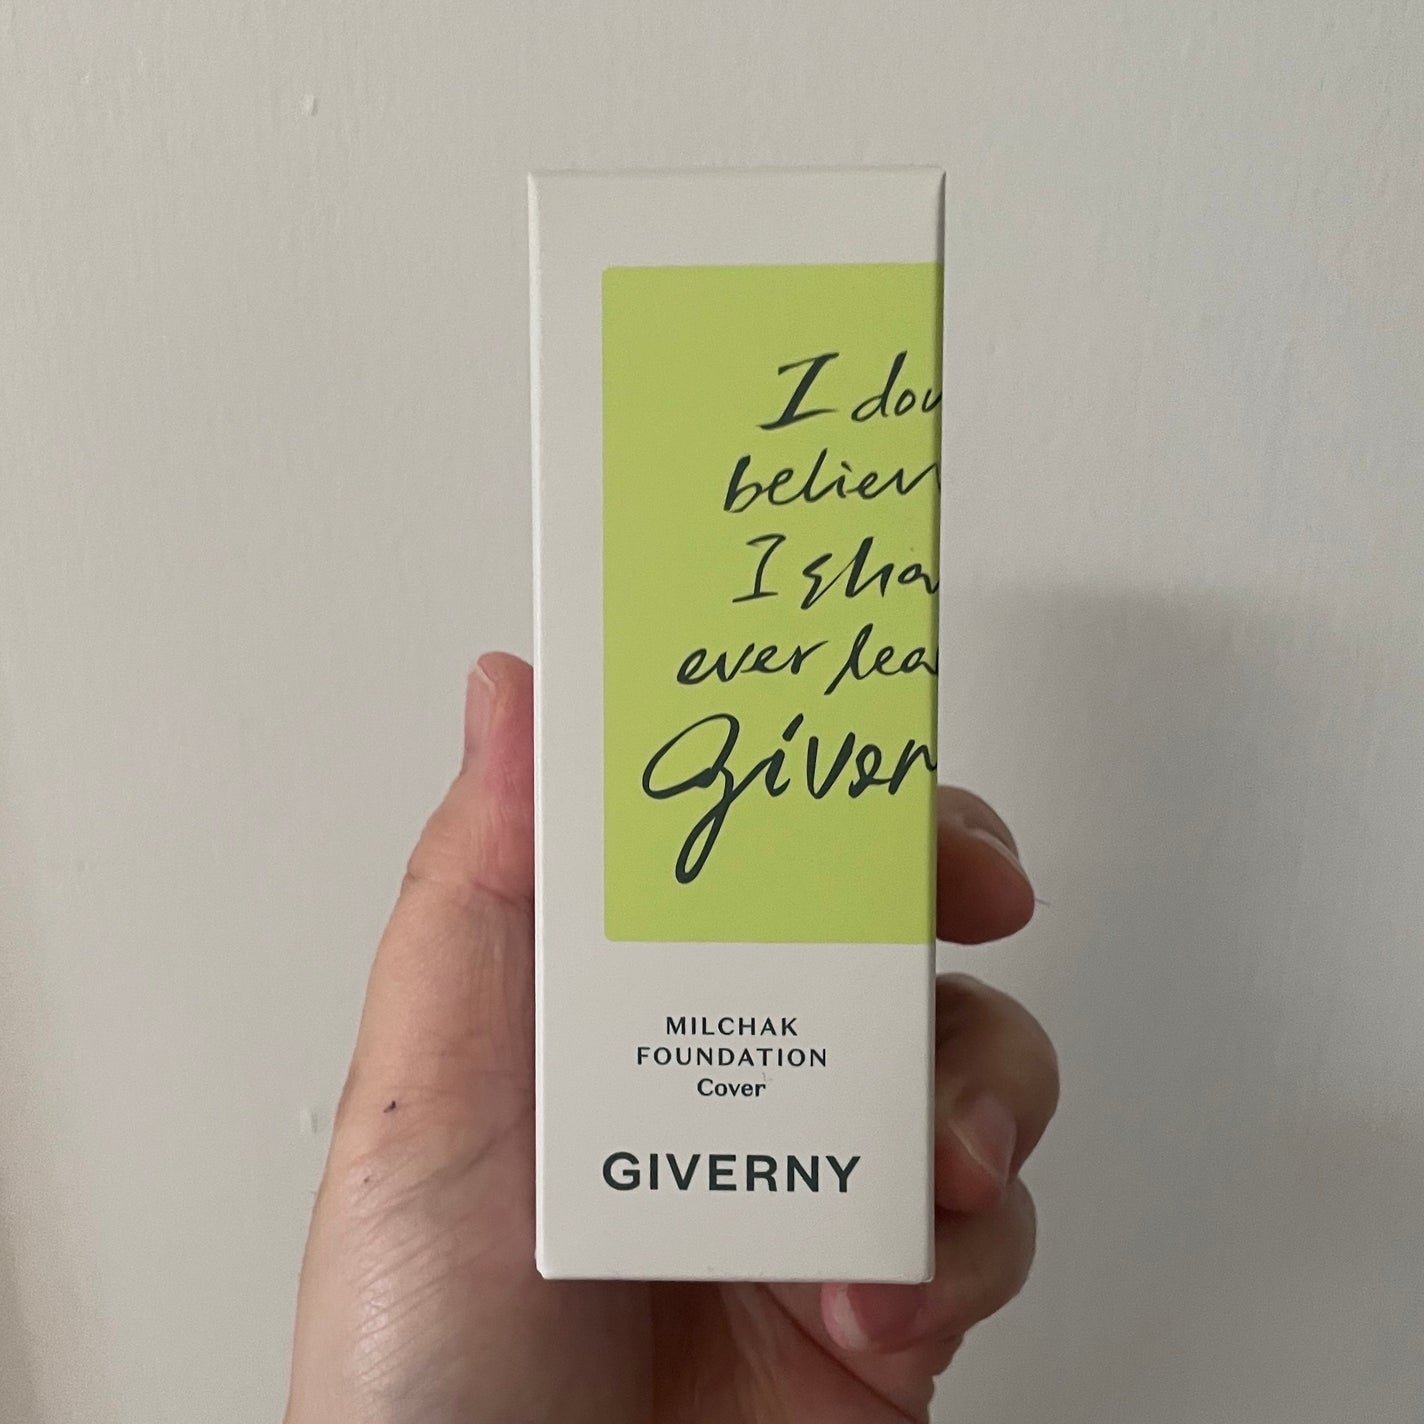 I dou
believ
I sha
ever lea
Givern
MILCHAK
FOUNDATION
Cover
GIVERNY